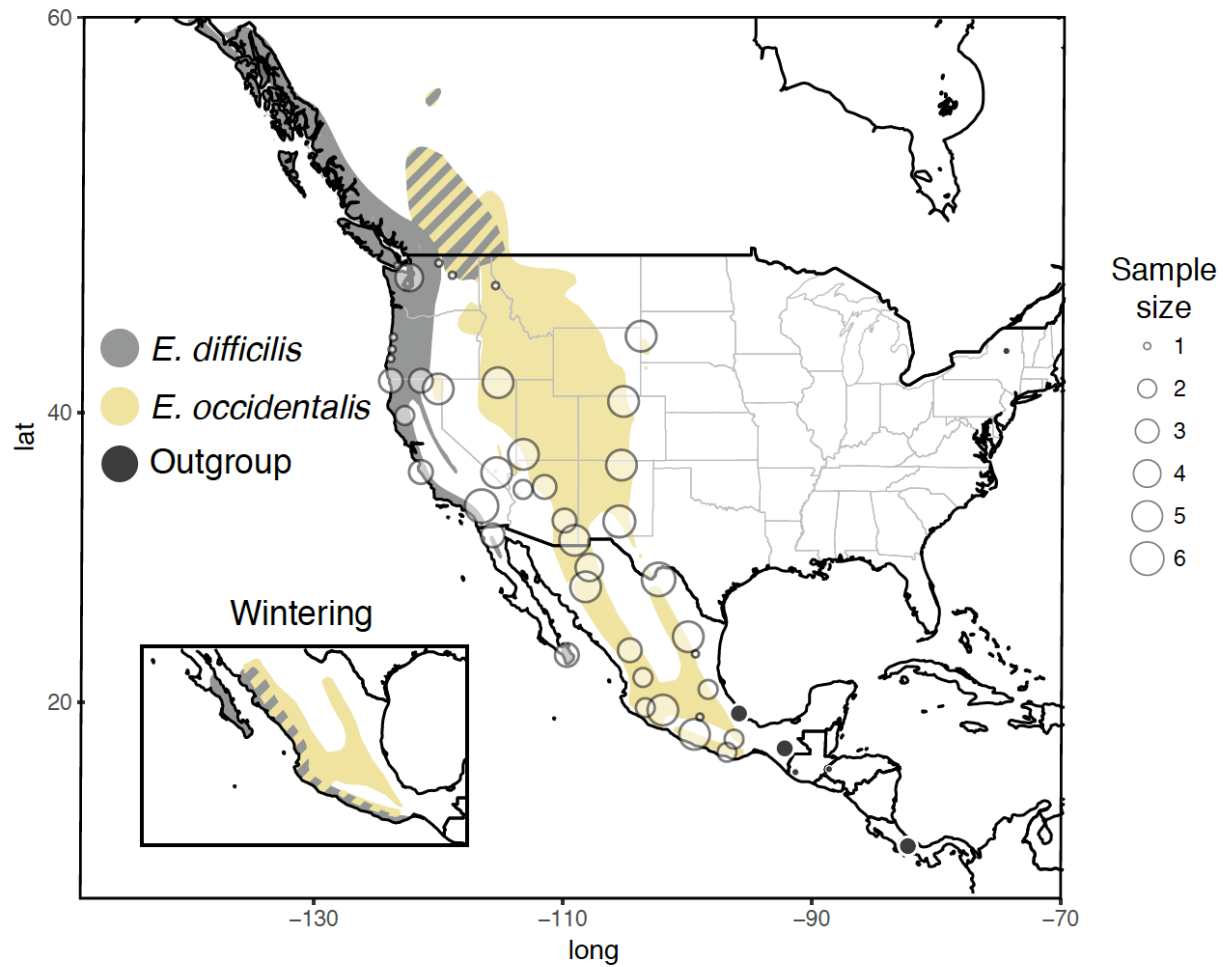 60
40
20
lat
E. difficilis
E. occidentalis
Outgroup
Wintering
−130
−110
−90
−70
long
Sample
size
1
2
3
4
5
6